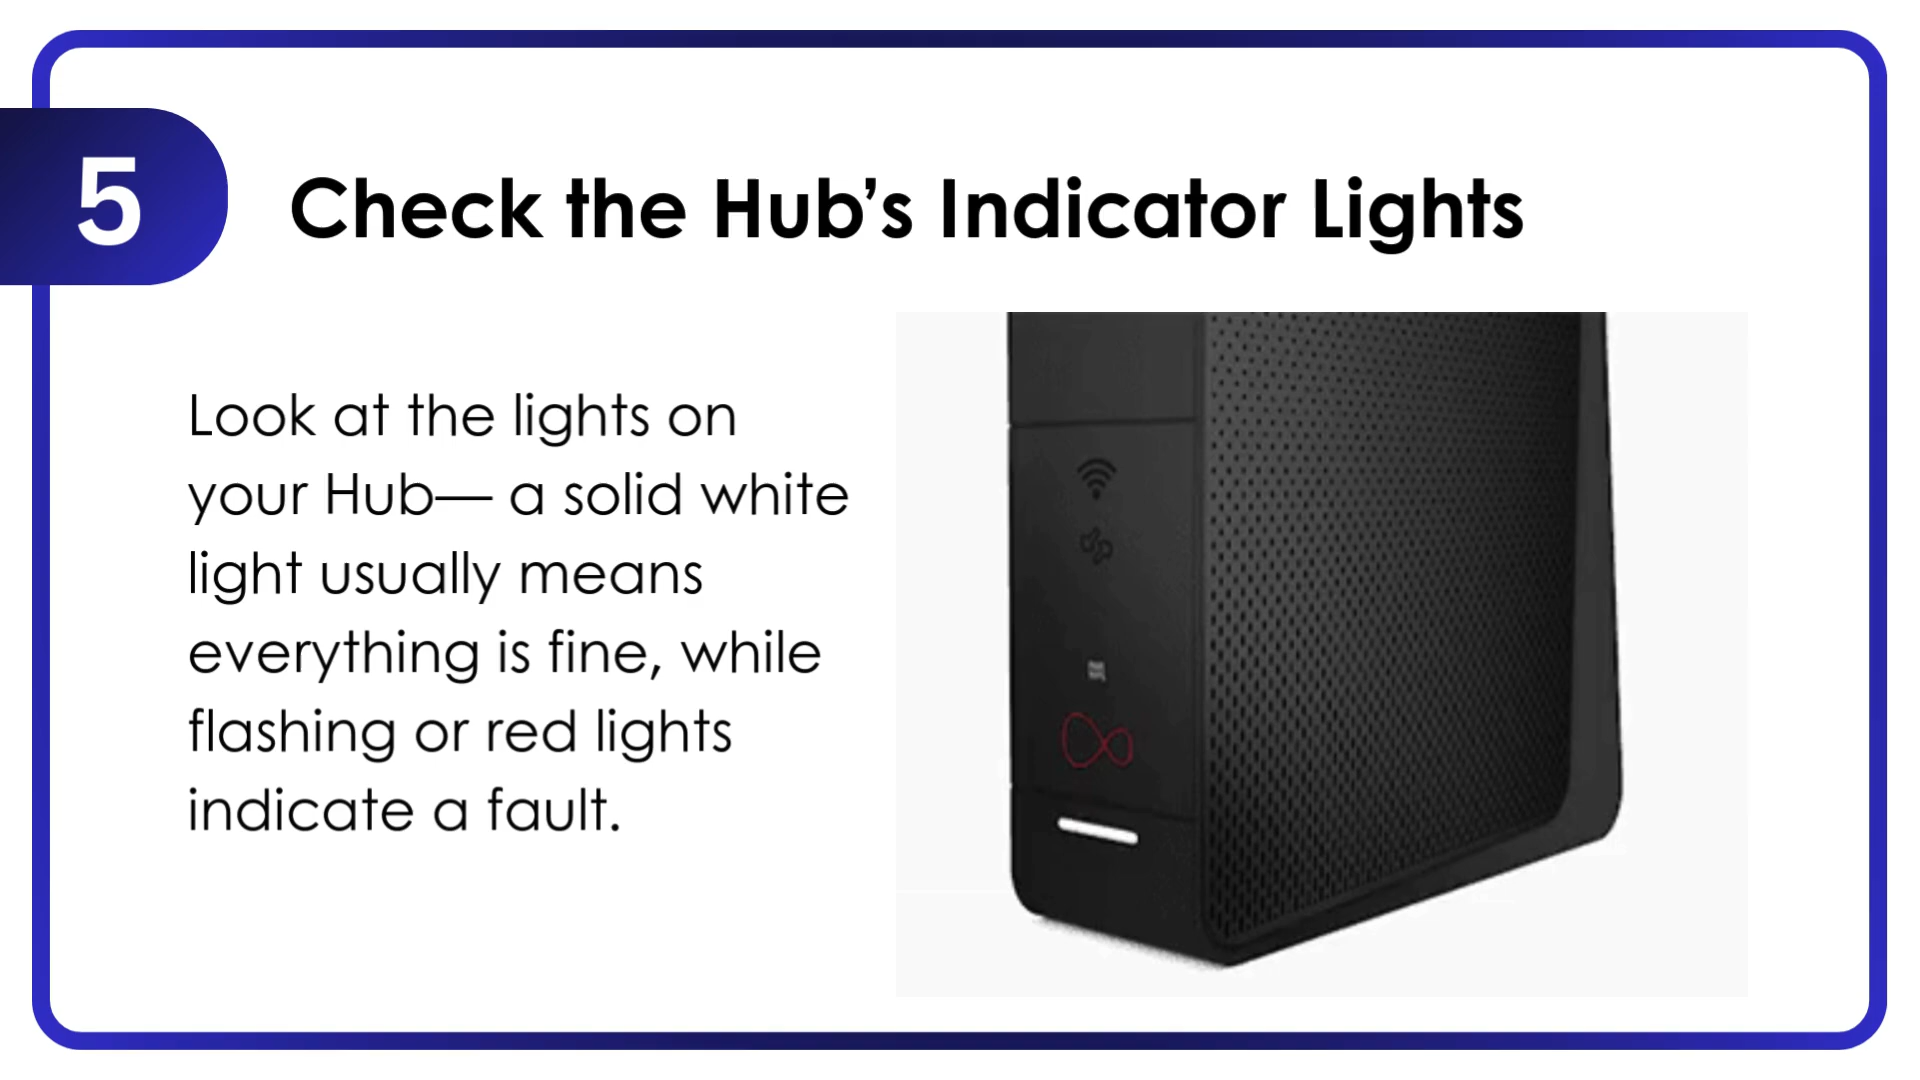 5
Check the Hub’s Indicator Lights
Look at the lights on
your Hub— a solid white
light usually means
everything is fine, while
flashing or red lights
indicate a fault.